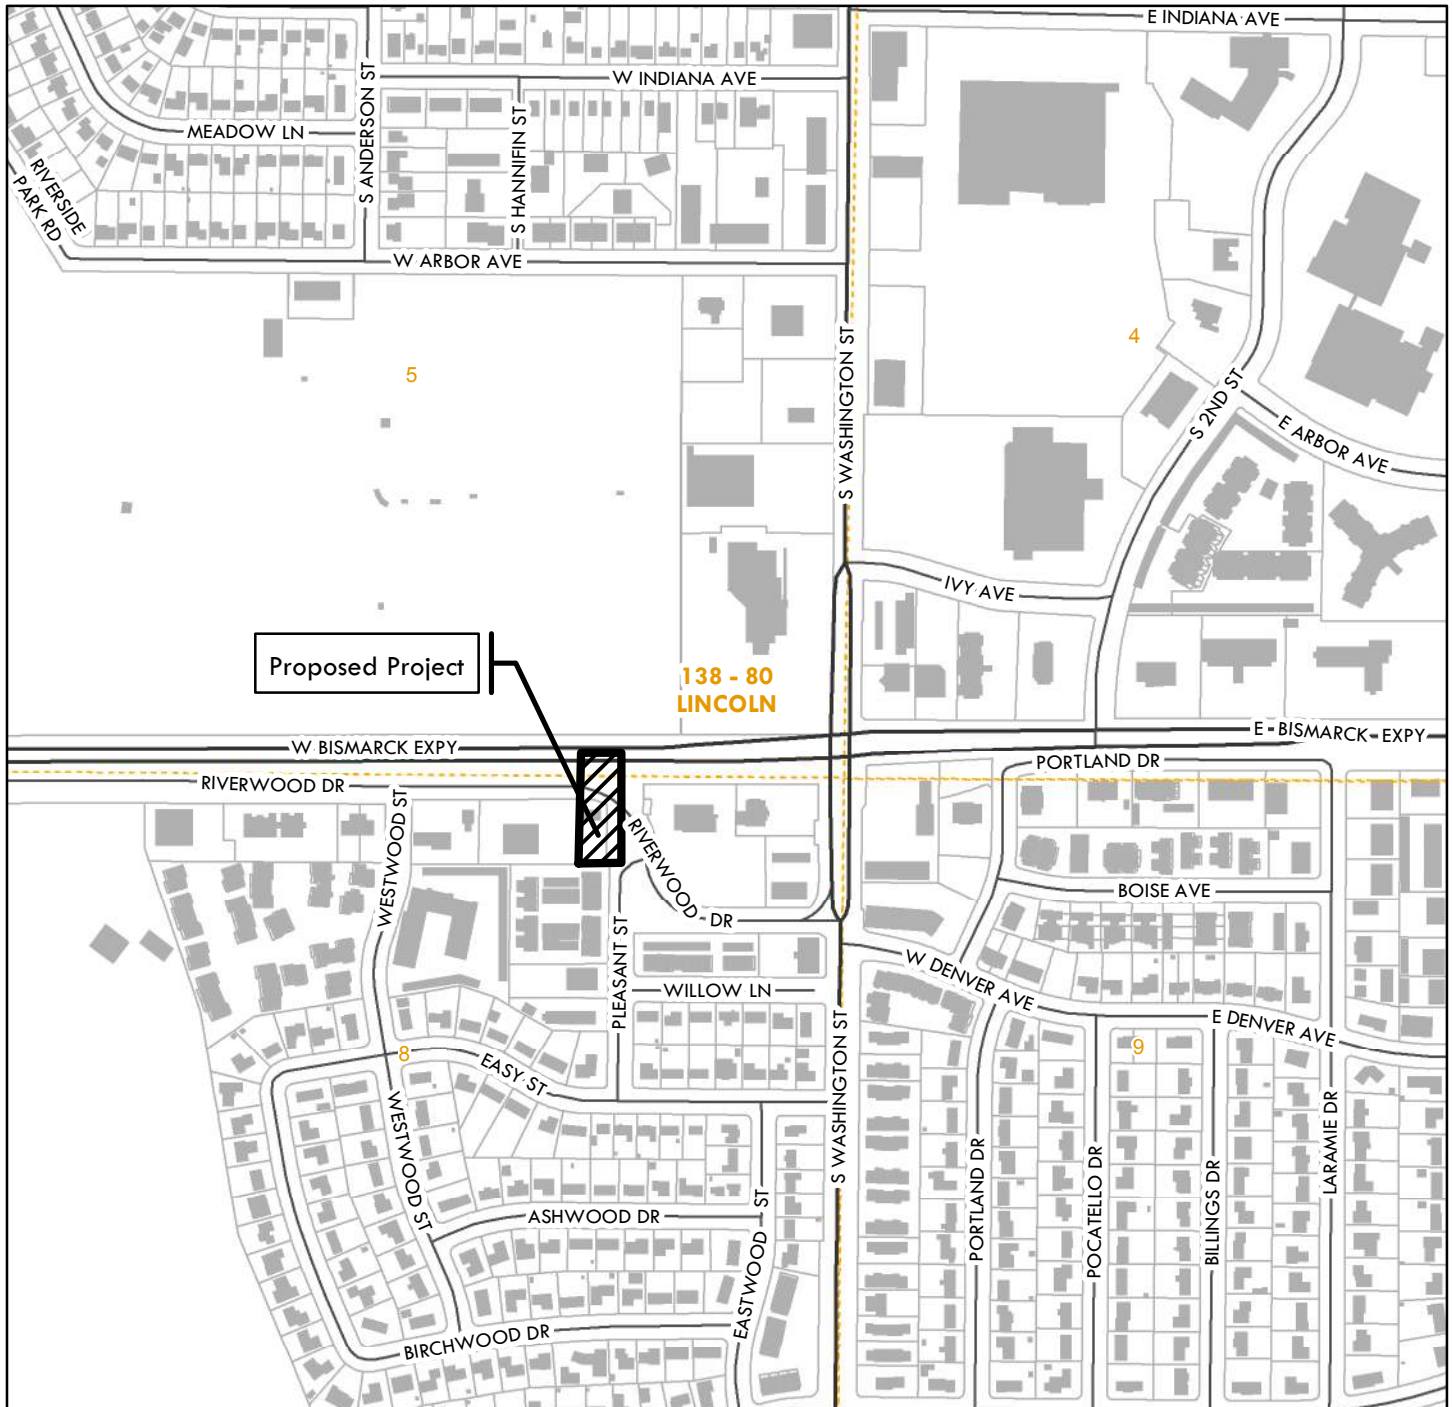 E INDIANA AVE
W INDIANA AVE
S ANDERSON ST
S HANNIFIN ST
MEADOW LN
RIVERSIDE
PARK RD
W ARBOR AVE
S WASHINGTON ST
4
5
S 2ND ST
E ARBOR AVE
IVY AVE
Proposed Project
138 - 80
LINCOLN
W BISMARCK EXPY
E BISMARCK EXPY
RIVERWOOD DR
PORTLAND DR
WESTWOOD ST
RIVERWOOD DR
BOISE AVE
PLEASANT ST
W DENVER AVE
WILLOW LN
E DENVER AVE
8
9
EASY ST
S WASHINGTON ST
WESTWOOD ST
PORTLAND DR
POCATELLO DR
BILLINGS DR
LARAMIE DR
ASHWOOD DR
EASTWOOD ST
BIRCHWOOD DR